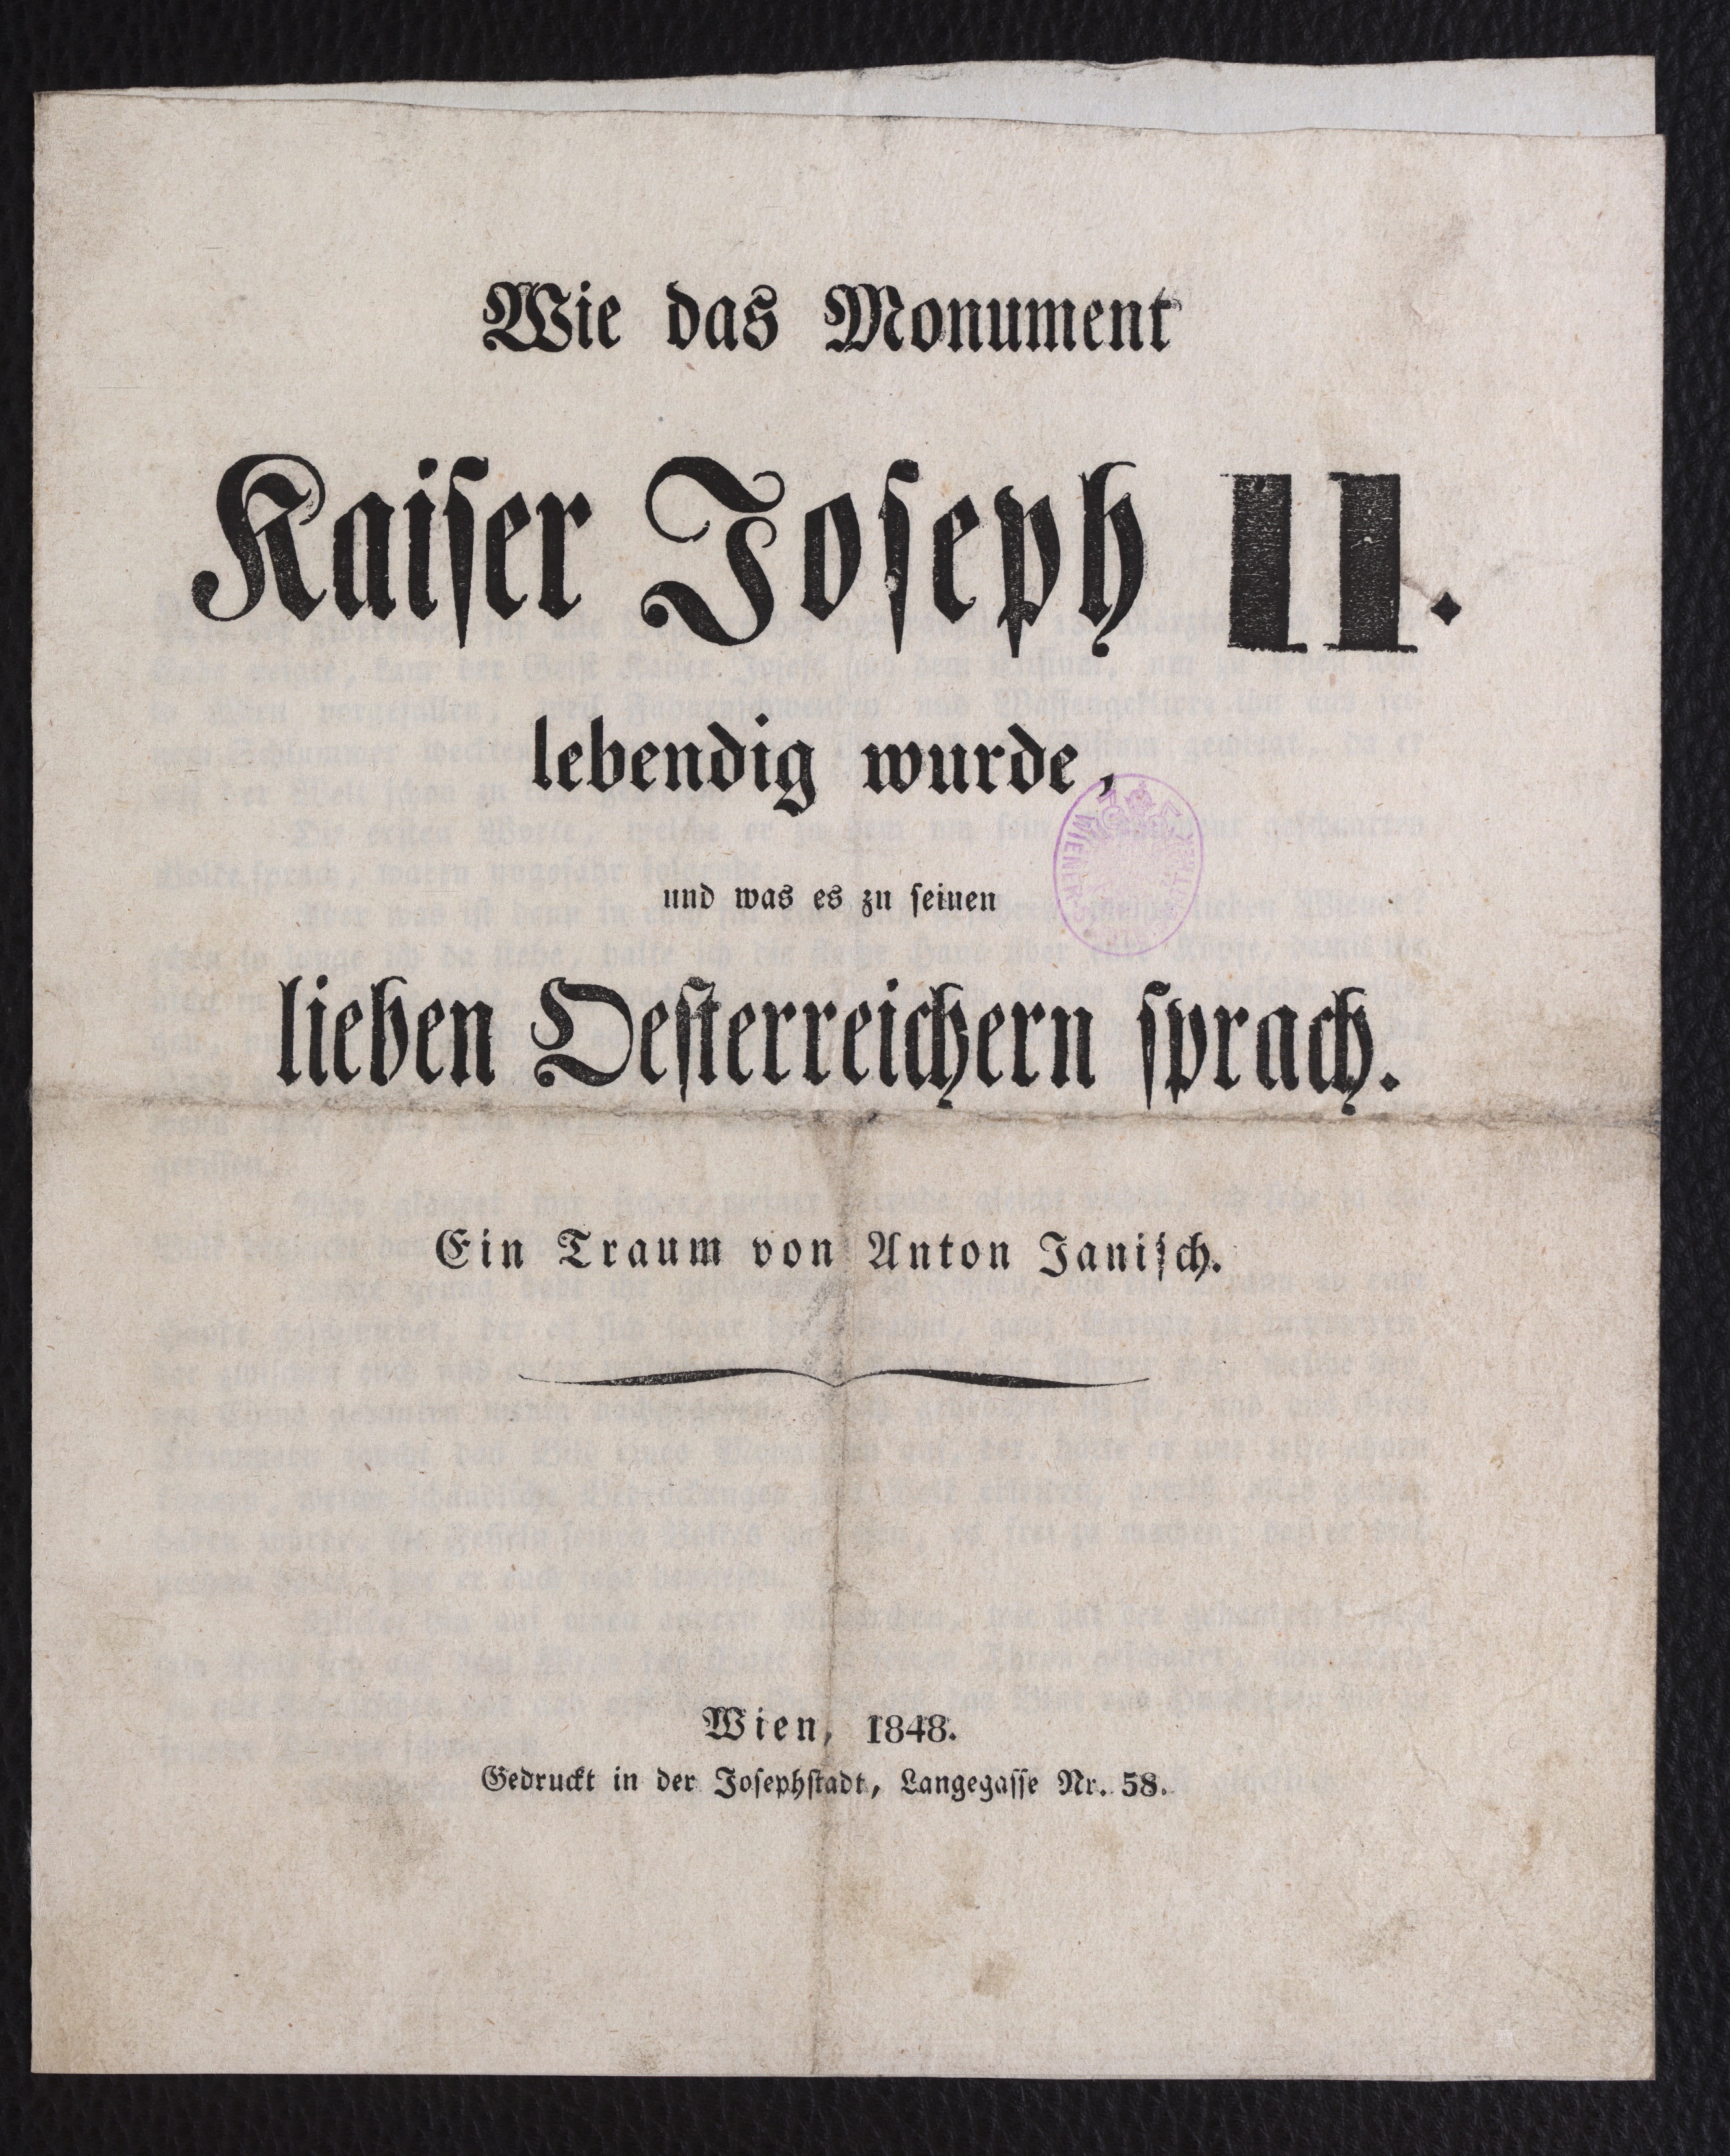 Wie das Monument
Kaiser Joseph II.
lebendig wurde,
und was es zu seinen
lieben Oesterreichern sprach.
Ein Traum von Anton Janisch.
Wien, 1848.
Gedruckt in der Josephstadt, Langegasse Nr. 58.
WIENER